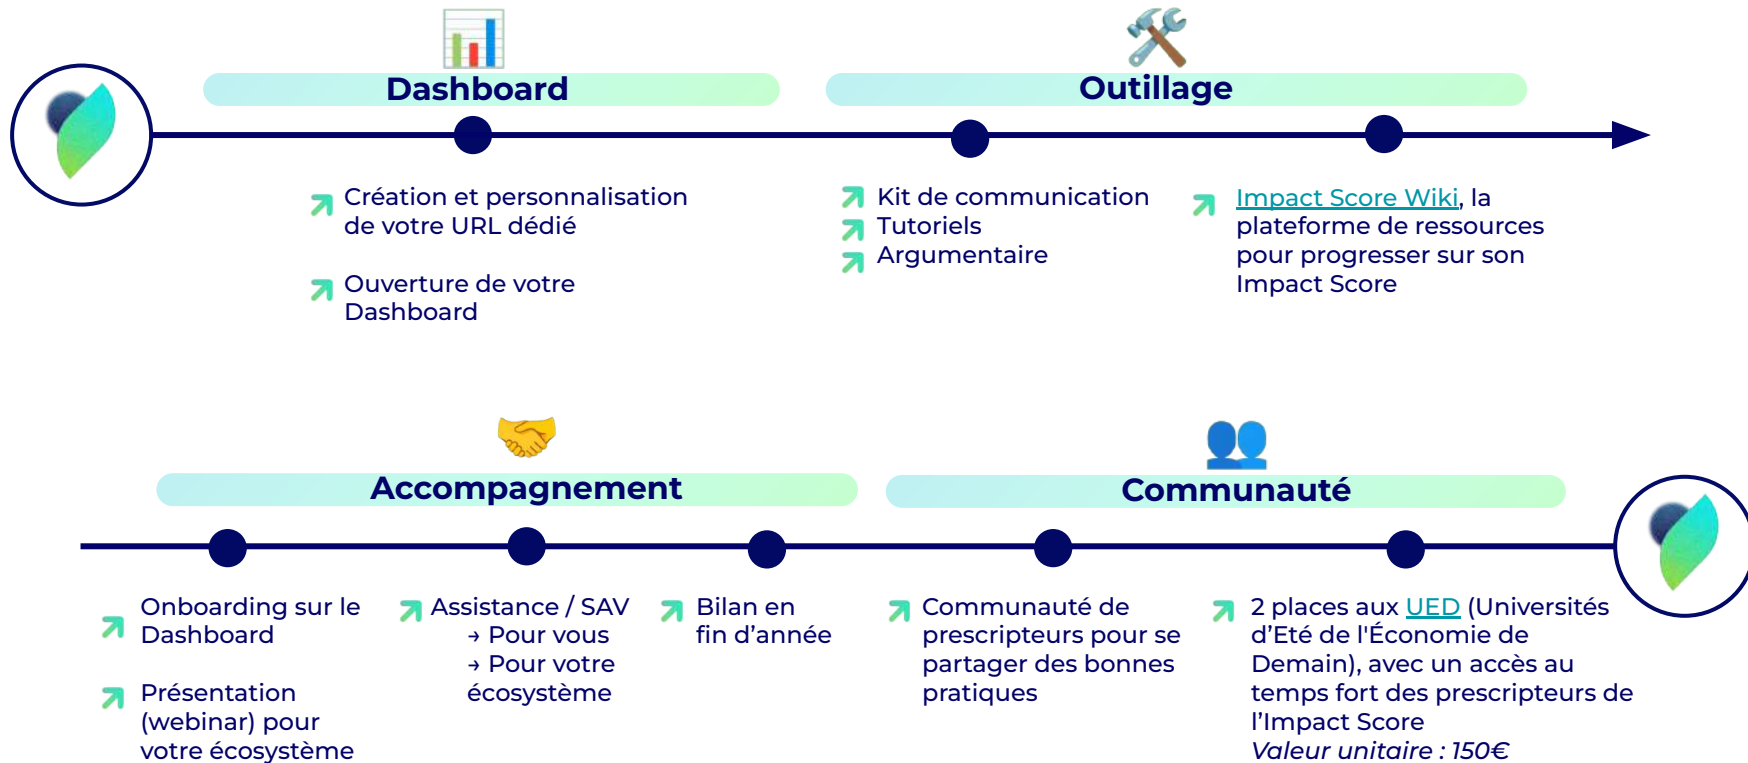 Dashboard
Création et personnalisation
de votre URL dédié
Ouverture de votre
Dashboard
Outillage
Kit de communication
Tutoriels
Argumentaire
Impact Score Wiki, la
plateforme de ressources
pour progresser sur son
Impact Score
Accompagnement
Onboarding sur le
Dashboard
Présentation
(webinar) pour
votre écosystème
Assistance / SAV
→ Pour vous
→ Pour votre
écosystème
Bilan en
fin d’année
Communauté
Communauté de
prescripteurs pour se
partager des bonnes
pratiques
2 places aux UED (Universités
d’Eté de l'Économie de
Demain), avec un accès au
temps fort des prescripteurs de
l’Impact Score
Valeur unitaire : 150€